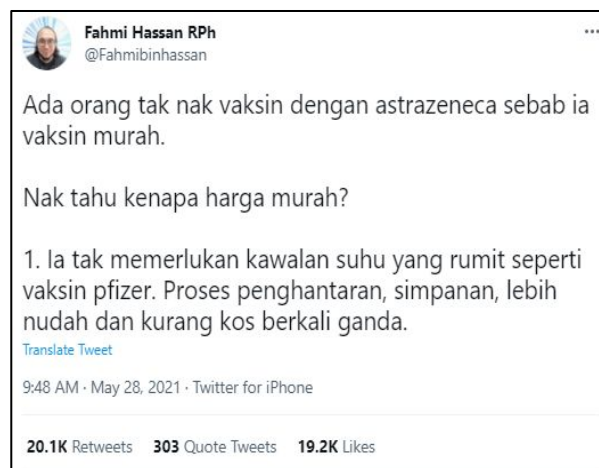 Fahmi Hassan RPh
@Fahmibinhassan
Ada orang tak nak vaksin dengan astrazeneca sebab ia
vaksin murah.
Nak tahu kenapa harga murah?
1. Ia tak memerlukan kawalan suhu yang rumit seperti
vaksin pfizer. Proses penghantaran, simpanan, lebih
nudah dan kurang kos berkali ganda.
Translate Tweet
9:48 AM · May 28, 2021 · Twitter for iPhone
20.1K Retweets 303 Quote Tweets 19.2K Likes